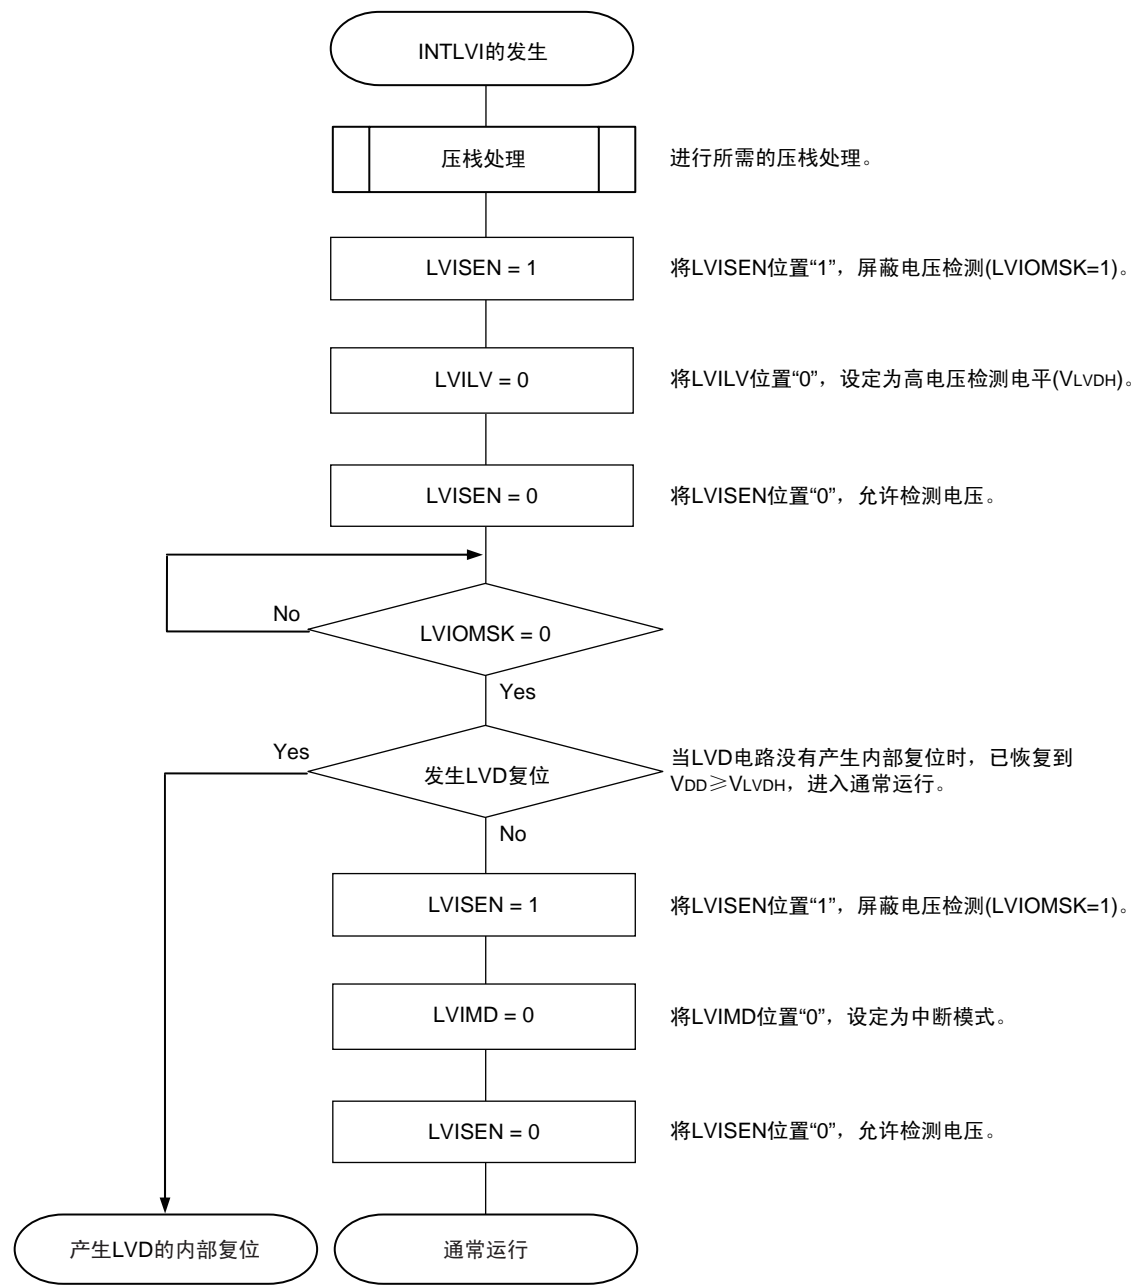 INTLVI的发生
压栈处理
进行所需的压栈处理。
LVISEN = 1
将LVISEN位置“1”，屏蔽电压检测(LVIOMSK=1)。
LVILV = 0
将LVILV位置“0”，设定为高电压检测电平(VLVDH)。
LVISEN = 0
将LVISEN位置“0”，允许检测电压。
No
LVIOMSK = 0
Yes
Yes
发生LVD复位
当LVD电路没有产生内部复位时，已恢复到
VDD≥VLVDH，进入通常运行。
No
LVISEN = 1
将LVISEN位置“1”，屏蔽电压检测(LVIOMSK=1)。
LVIMD = 0
将LVIMD位置“0”，设定为中断模式。
LVISEN = 0
将LVISEN位置“0”，允许检测电压。
产生LVD的内部复位
通常运行